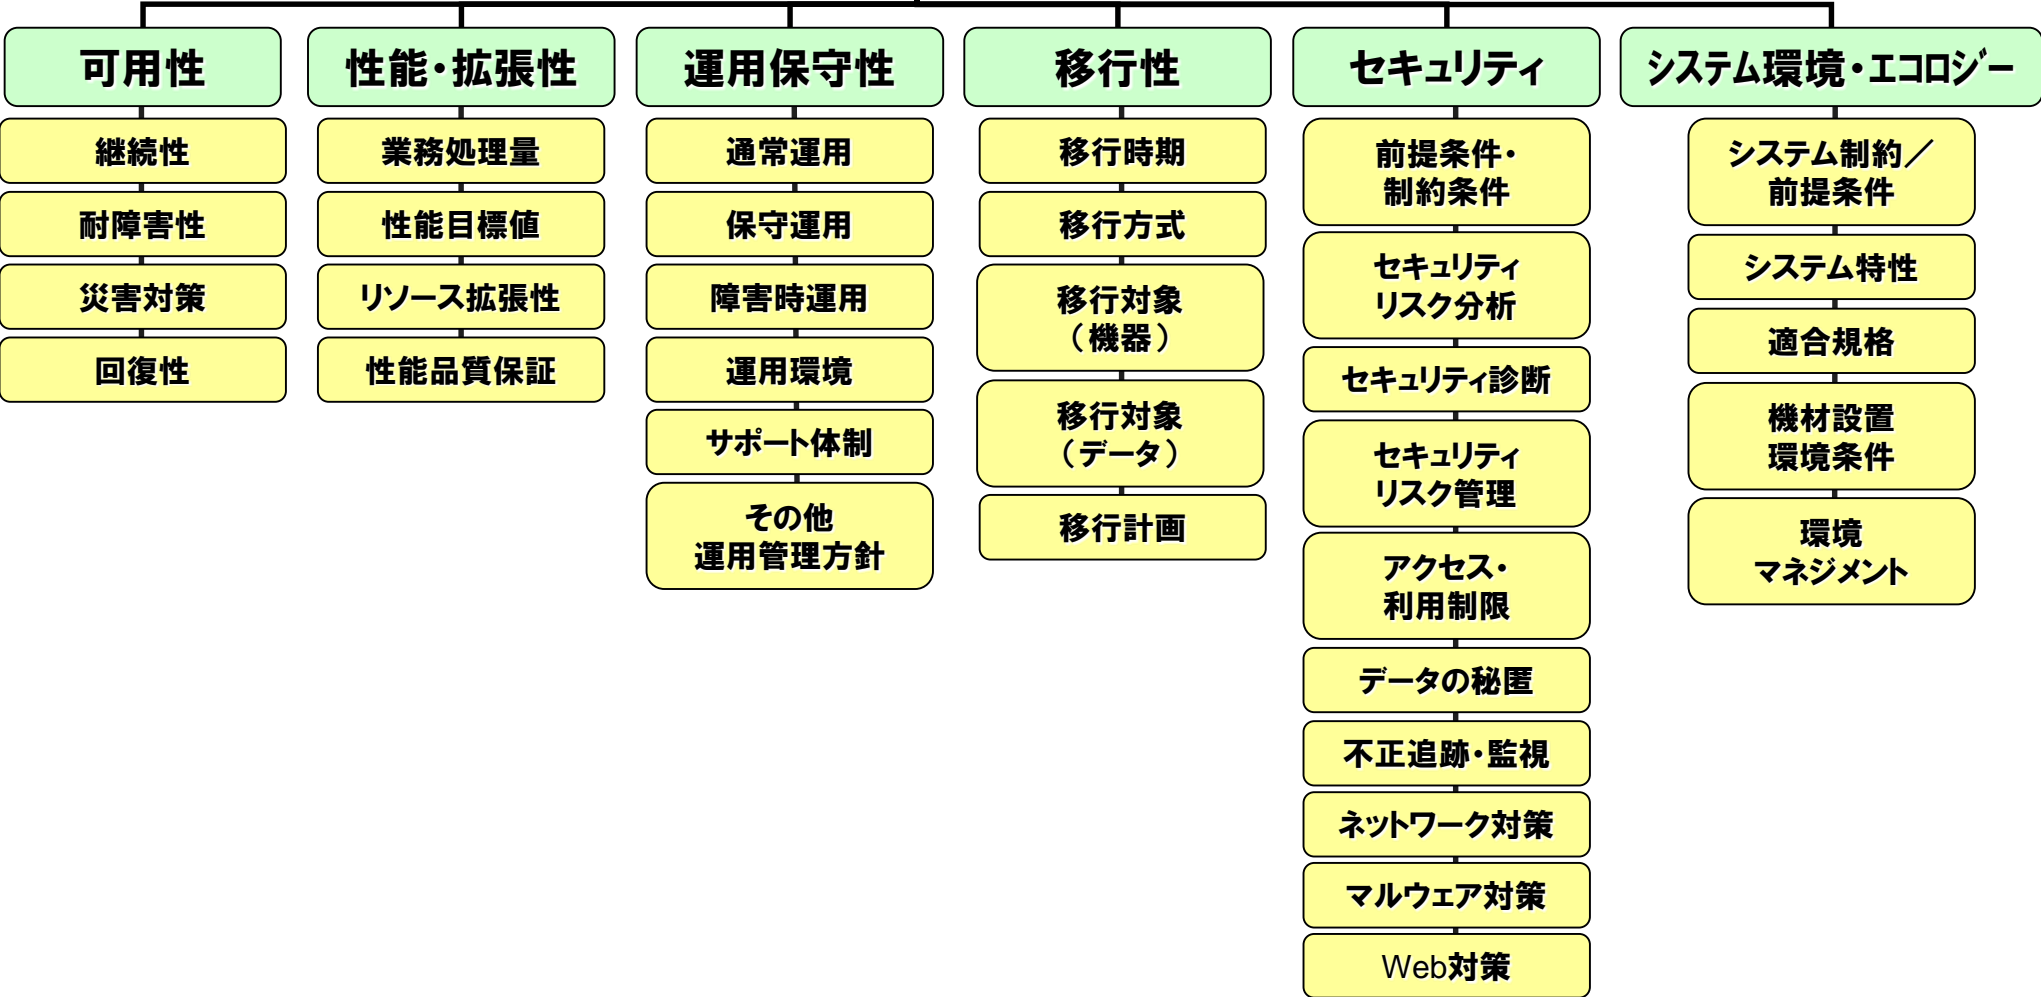 可用性
継続性
耐障害性
災害対策
回復性
性能・拡張性
業務処理量
性能目標値
リソース拡張性
性能品質保証
運用保守性
通常運用
保守運用
障害時運用
運用環境
サポート体制
その他
運用管理方針
移行性
移行時期
移行方式
移行対象
（機器）
移行対象
（データ）
移行計画
セキュリティ
前提条件・
制約条件
セキュリティ
リスク分析
セキュリティ診断
セキュリティ
リスク管理
アクセス・
利用制限
データの秘匿
不正追跡・監視
ネットワーク対策
マルウェア対策
Web対策
システム環境・エコロジー
システム制約／
前提条件
システム特性
適合規格
機材設置
環境条件
環境
マネジメント